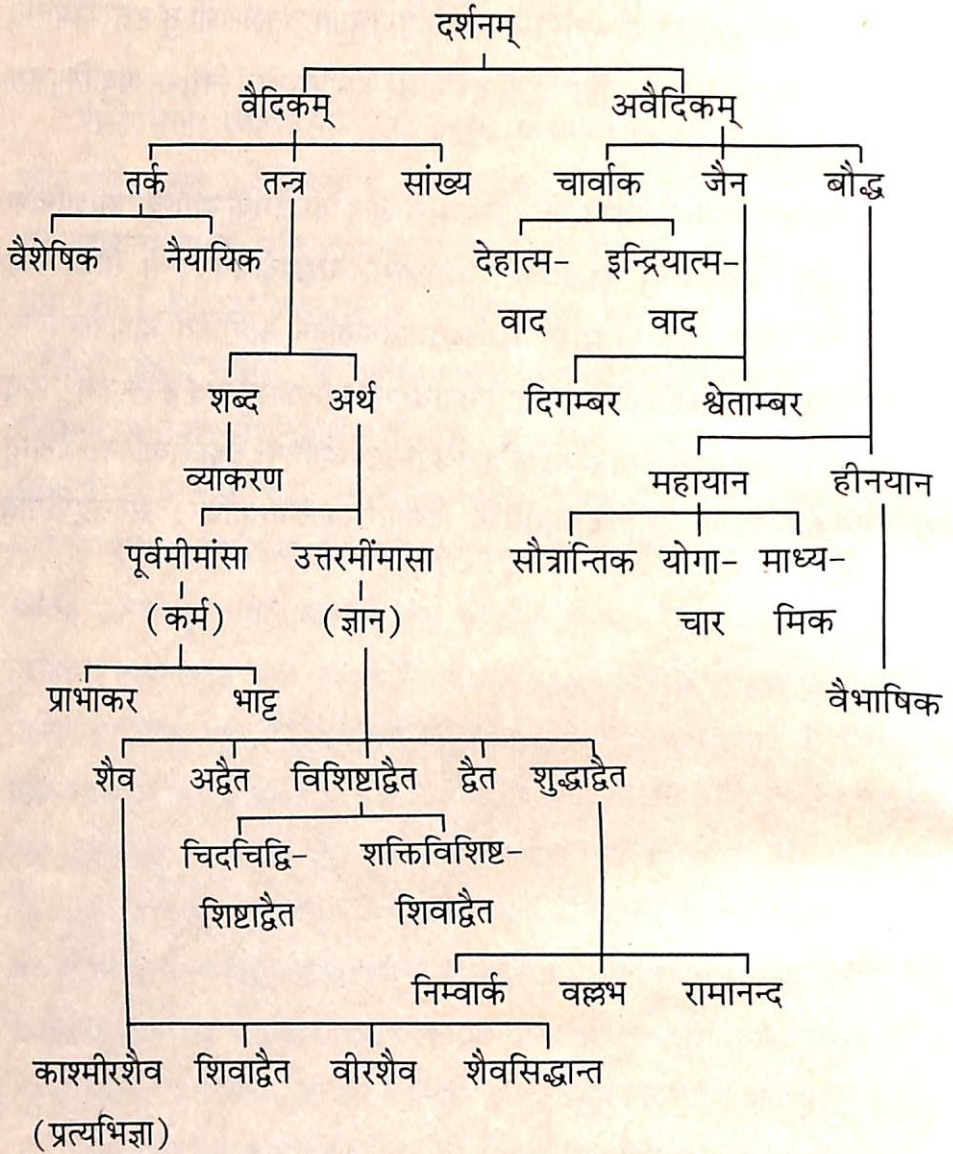 दर्शनम्
वैदिकम् अवैदिकम्
तर्क तन्त्र सांख्य चार्वाक जैन बौद्ध
वैशेषिक नैयायिक देहात्म- इन्द्रियात्म-
वाद वाद
शब्द अर्थ दिगम्बर श्वेताम्बर
व्याकरण महायान हीनयान
पूर्वमीमांसा उत्तरमींमासा सौत्रान्तिक योगा- माध्य-
(कर्म) (ज्ञान) चार मिक
प्राभाकर भाट्ट वैभाषिक
शैव अद्वैत विशिष्टाद्वैत द्वैत शुद्धाद्वैत
चिदचिद्वि- शक्तिविशिष्ट-
शिष्टाद्वैत शिवाद्वैत
निम्वार्क वल्लभ रामानन्द
काश्मीरशैव शिवाद्वैत वीरशैव शैवसिद्धान्त
(प्रत्यभिज्ञा)